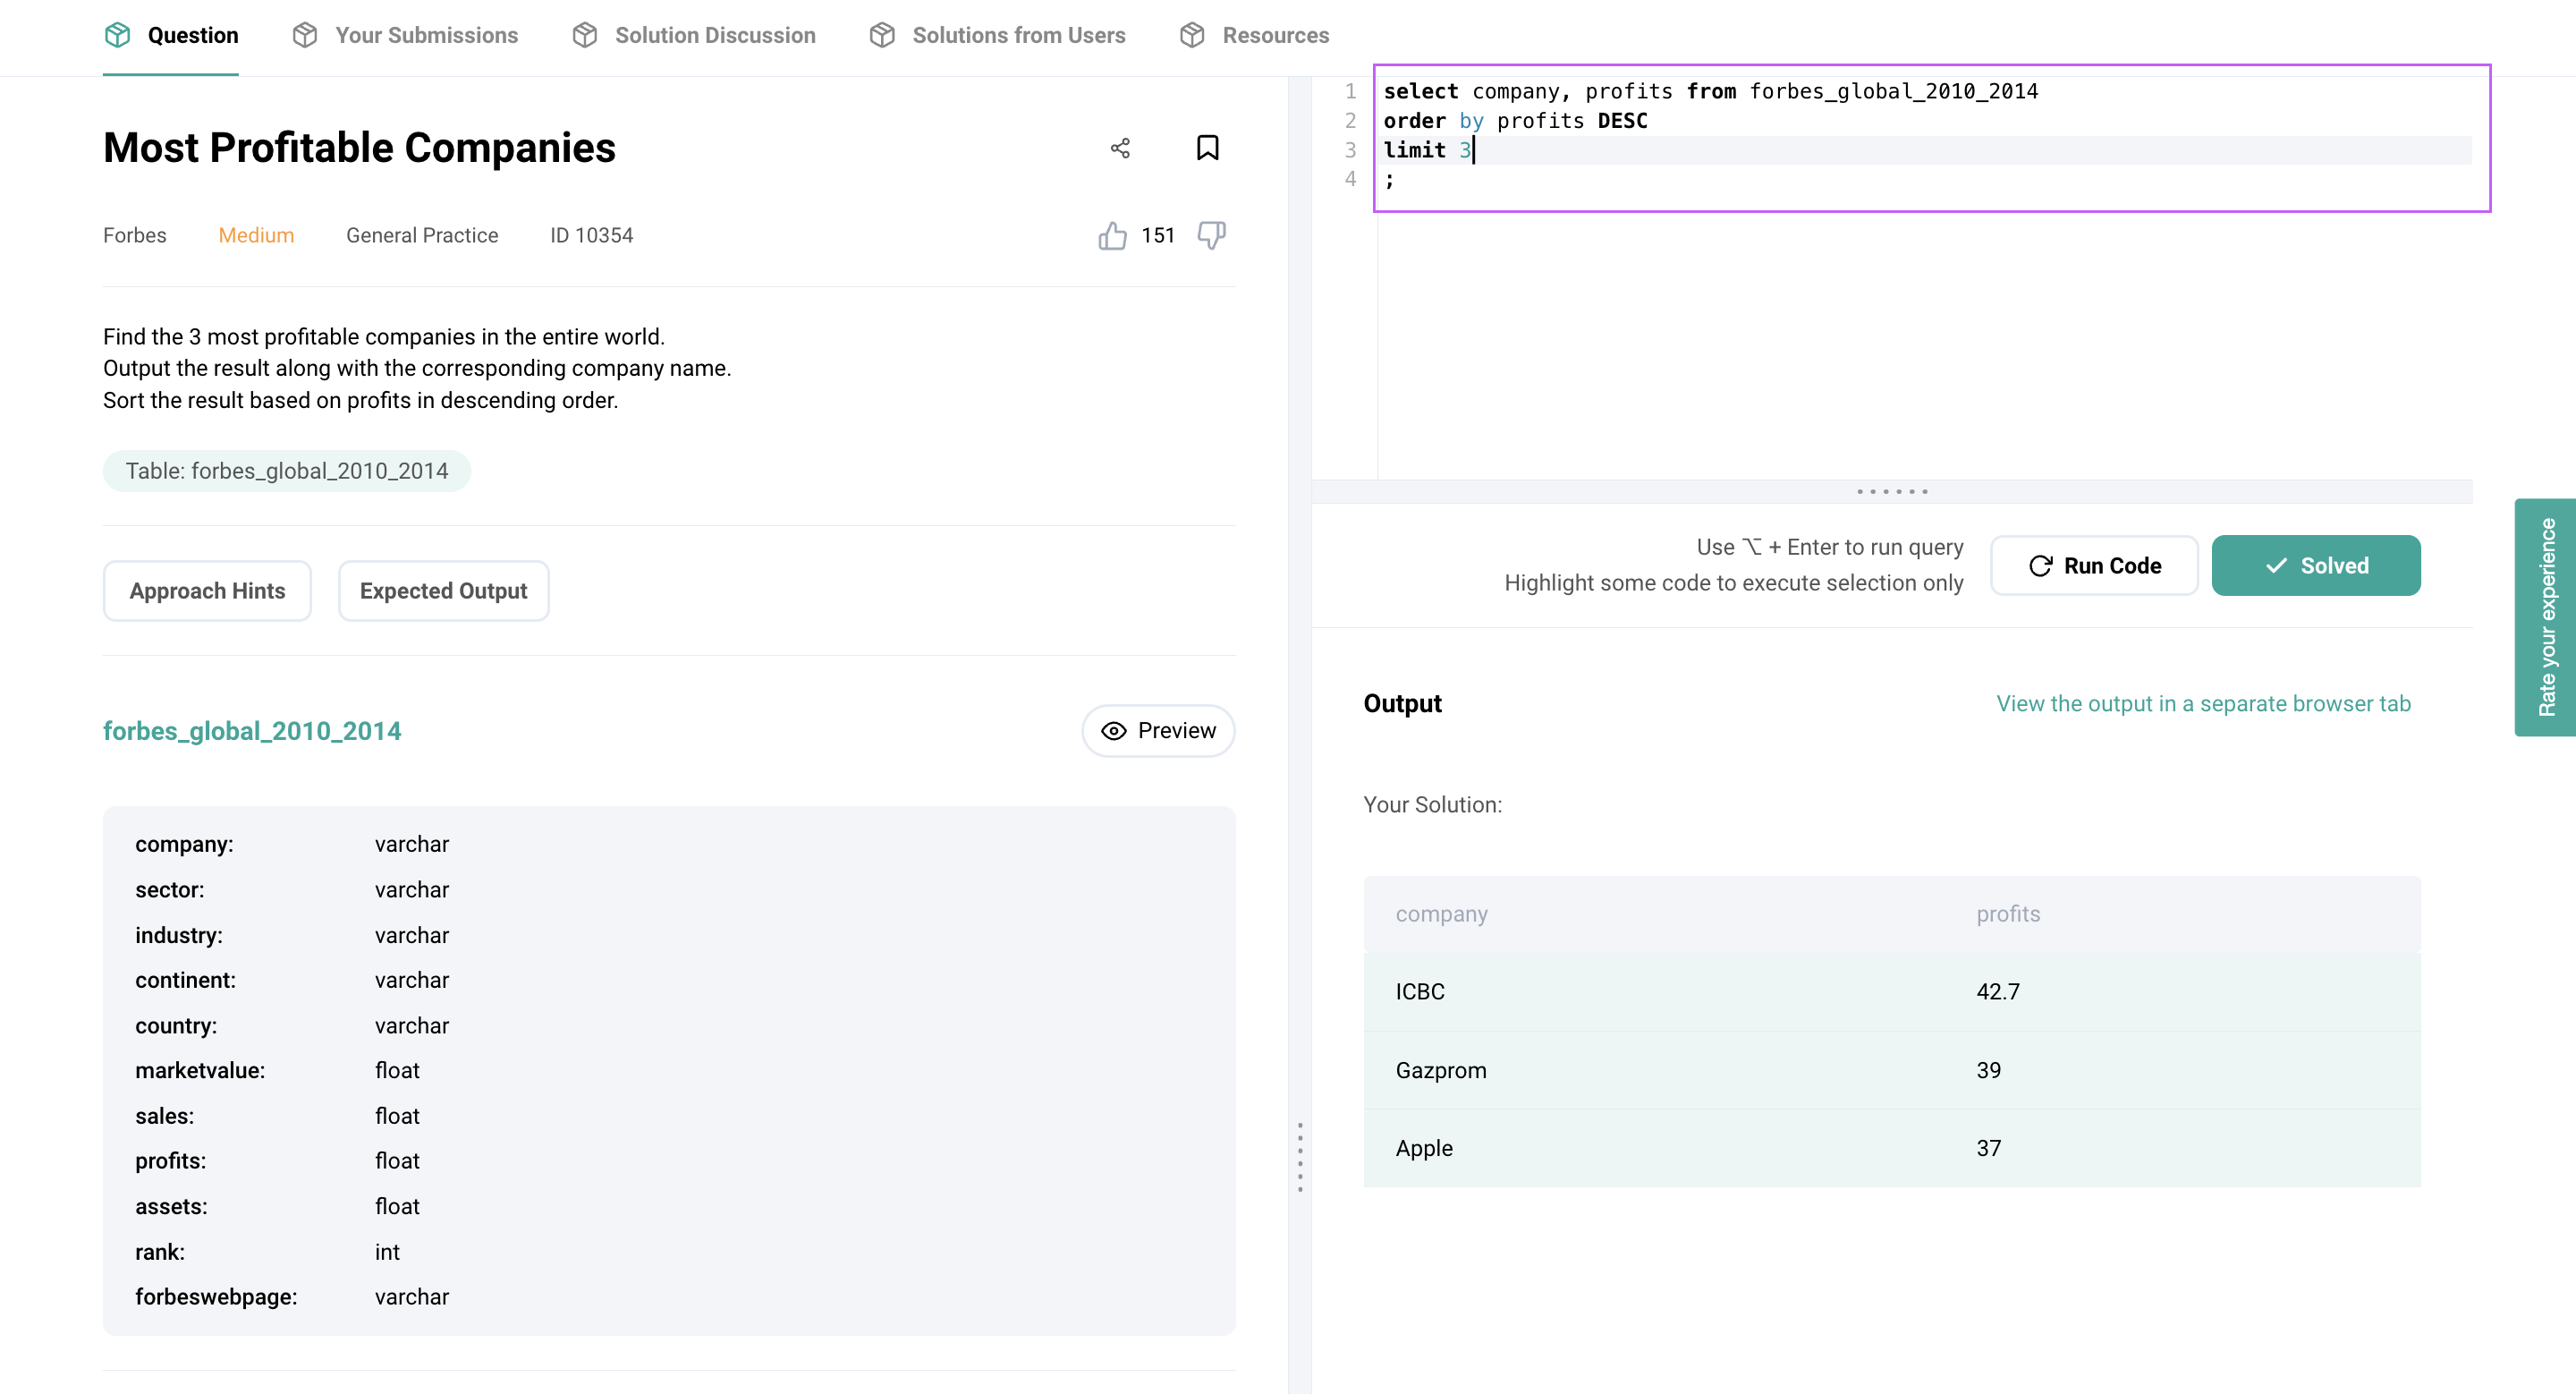 Question Your Submissions Solution Discussion Solutions from Users Resources
Most Profitable Companies
Forbes Medium General Practice ID 10354 151
Find the 3 most profitable companies in the entire world.
Output the result along with the corresponding company name.
Sort the result based on profits in descending order.
Table: forbes_global_2010_2014
Approach Hints Expected Output
forbes_global_2010_2014 Preview
company: varchar
sector: varchar
industry: varchar
continent: varchar
country: varchar
marketvalue: float
sales: float
profits: float
assets: float
rank: int
forbeswebpage: varchar
1 select company, profits from forbes_global_2010_2014
2 order by profits DESC
3 limit 3
4 ;
Use ⌥ + Enter to run query
Highlight some code to execute selection only
Run Code Solved
Output View the output in a separate browser tab
Your Solution:
company profits
ICBC 42.7
Gazprom 39
Apple 37
Rate your experience